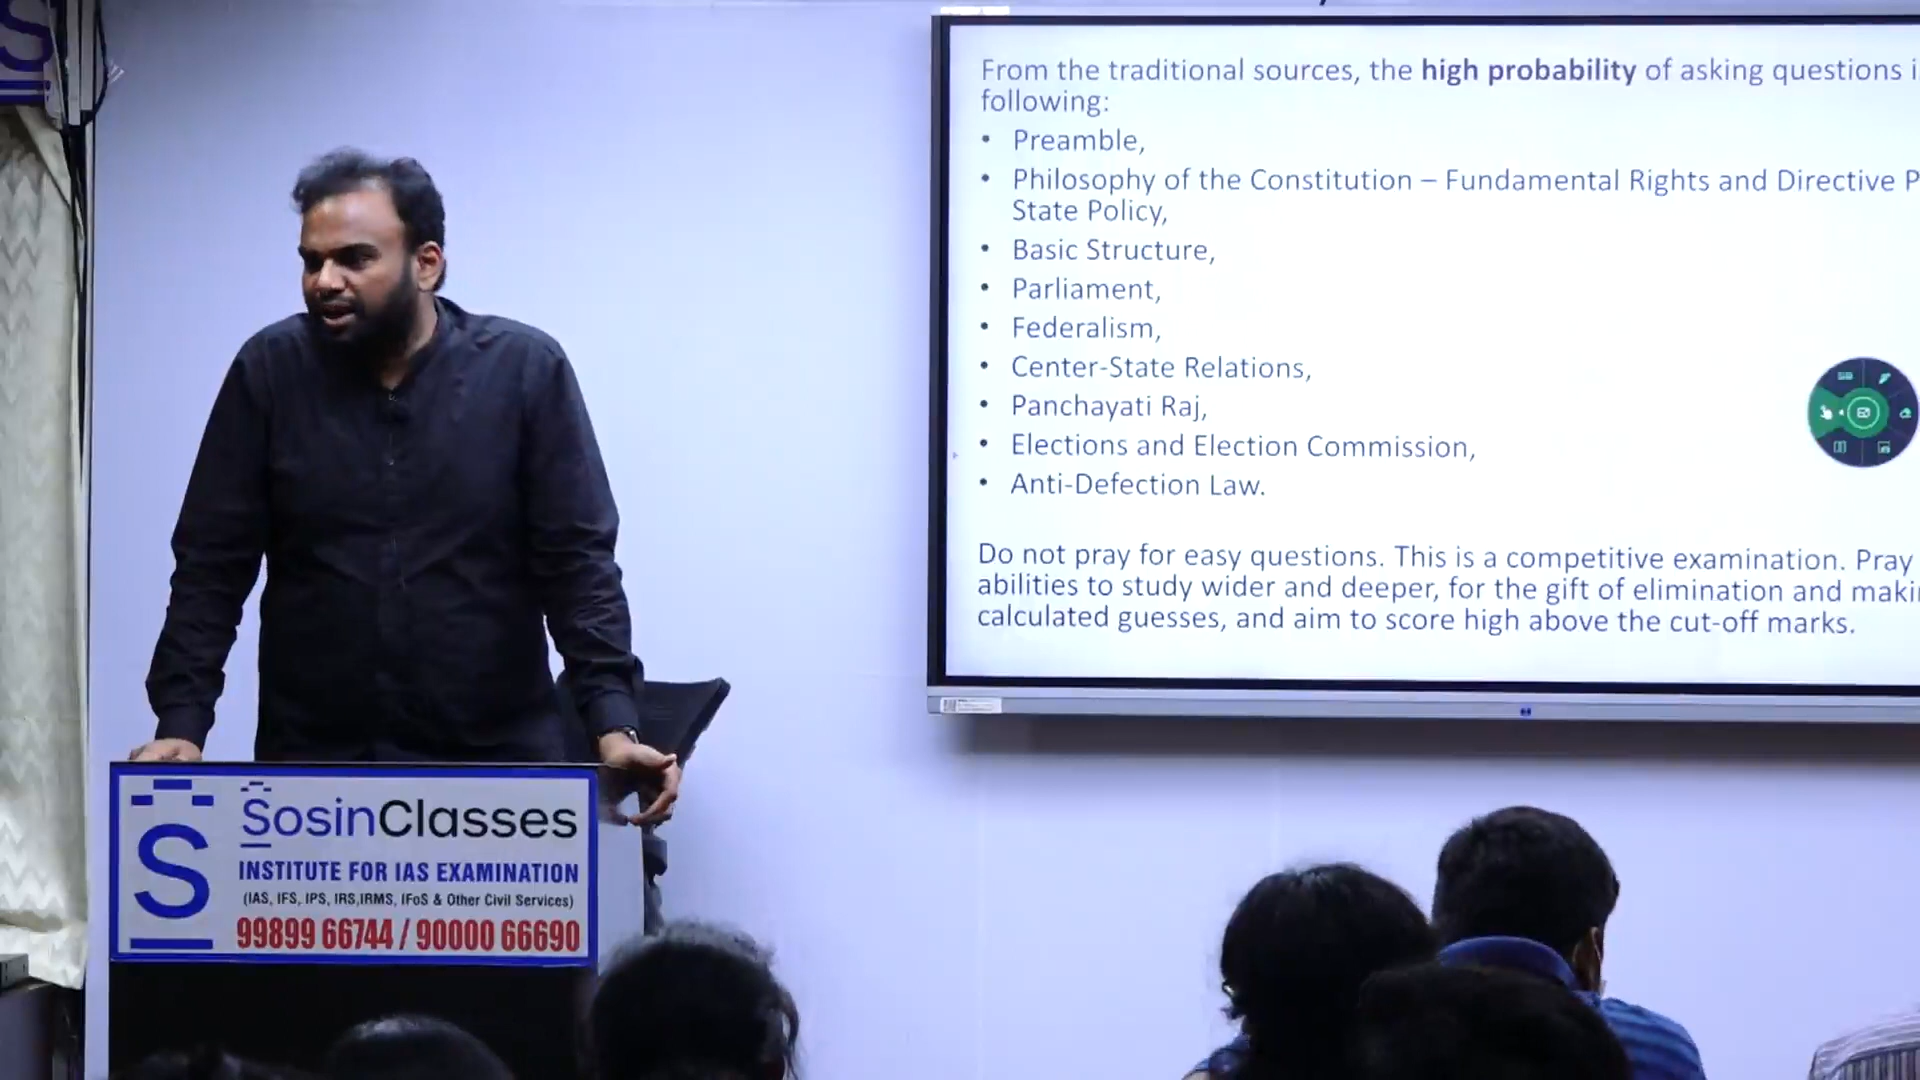 From the traditional sources, the high probability of asking questions
following:
• Preamble,
• Philosophy of the Constitution – Fundamental Rights and Directive P
State Policy,
• Basic Structure,
• Parliament,
• Federalism,
• Center-State Relations,
• Panchayati Raj,
• Elections and Election Commission,
• Anti-Defection Law.
Do not pray for easy questions. This is a competitive examination. Pray
abilities to study wider and deeper, for the gift of elimination and maki
calculated guesses, and aim to score high above the cut-off marks.
S
SosinClasses
INSTITUTE FOR IAS EXAMINATION
(IAS, IFS, IPS, IRS,IRMS, IFoS & Other Civil Services)
99899 66744 / 90000 66690